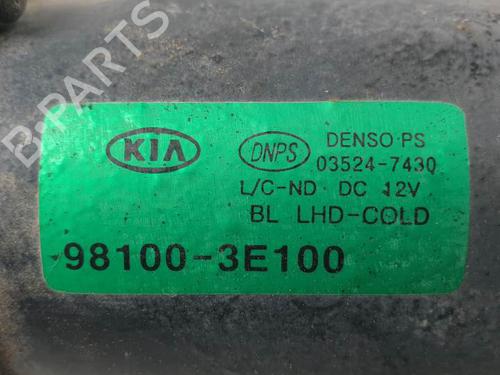 KIA
DNPS
DENSO PS
03524-7430
L/C-ND DC 12V
BL LHD-COLD
98100-3E100
B-PARTS